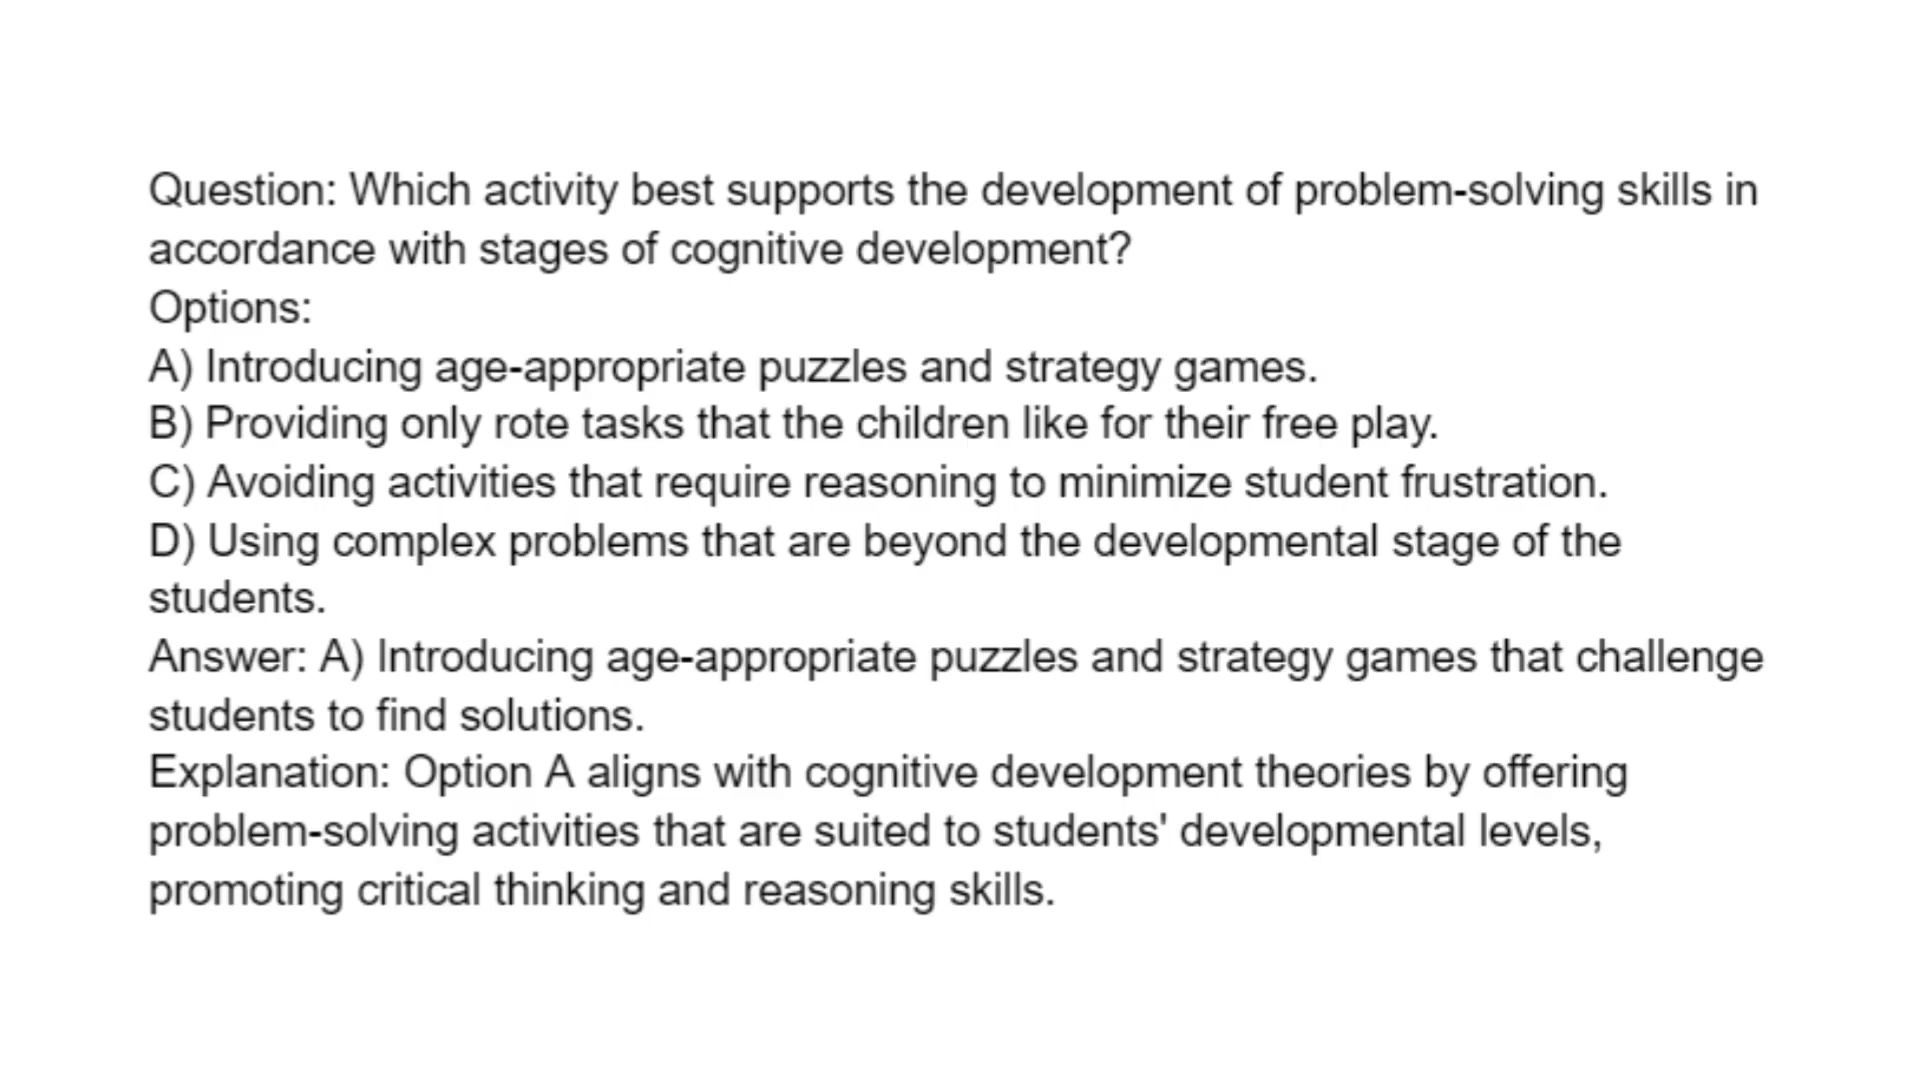 Question: Which activity best supports the development of problem-solving skills in
accordance with stages of cognitive development?
Options:
A) Introducing age-appropriate puzzles and strategy games.
B) Providing only rote tasks that the children like for their free play.
C) Avoiding activities that require reasoning to minimize student frustration.
D) Using complex problems that are beyond the developmental stage of the
students.
Answer: A) Introducing age-appropriate puzzles and strategy games that challenge
students to find solutions.
Explanation: Option A aligns with cognitive development theories by offering
problem-solving activities that are suited to students' developmental levels,
promoting critical thinking and reasoning skills.